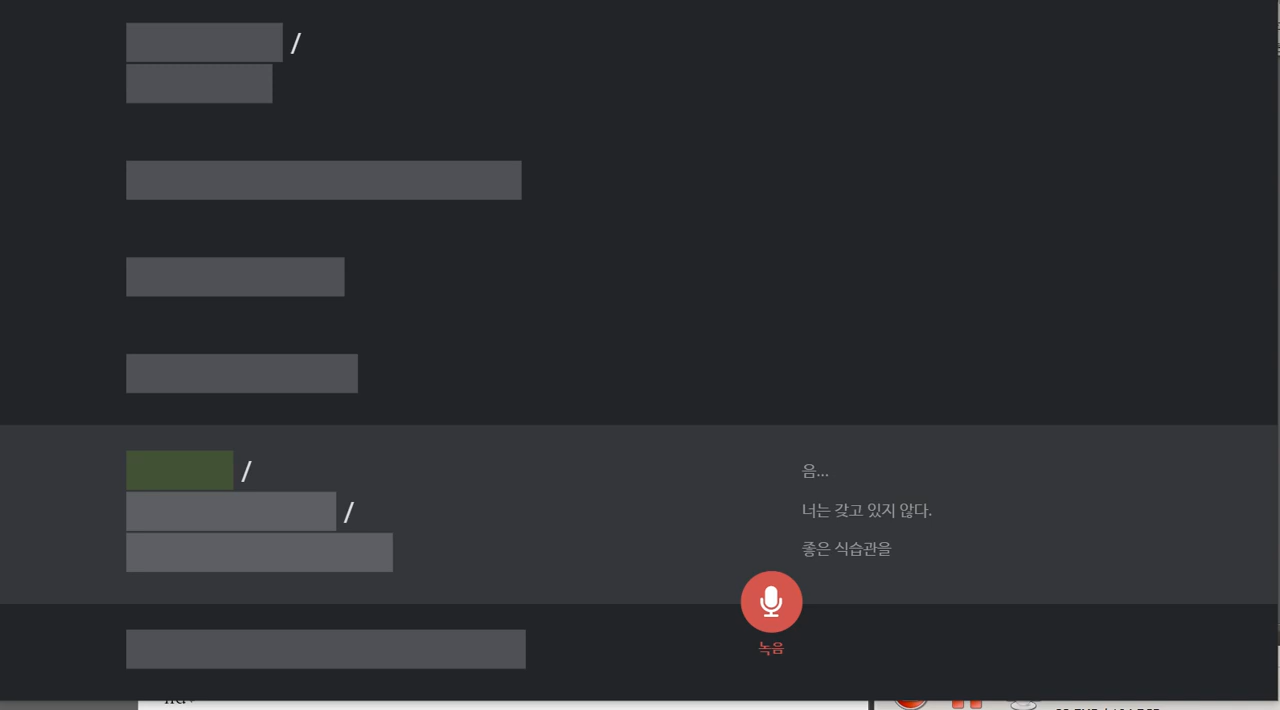 /
/
음...
/
너는 갖고 있지 않다.
좋은 식습관을
녹음